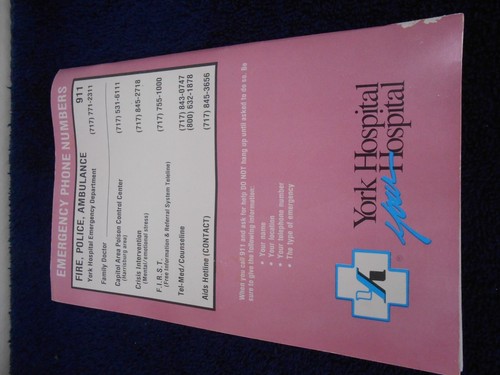 EMERGENCY PHONE NUMBERS
FIRE, POLICE, AMBULANCE 911
York Hospital Emergency Department (717) 771-2311
Family Doctor
Capital Area Poison Control Center (717) 531-6111
(Harrisburg area)
Crisis Intervention (717) 845-2718
(Mental/emotional stress)
F.I.R.S.T. (717) 755-1000
(Free Information & Referral System Teleline)
Tel-Med/Counseline (717) 843-0747
(800) 632-1878
Aids Hotline (CONTACT) (717) 845-3656
When you call 911 and ask for help DO NOT hang up until asked to do so. Be
sure to give the following information:
• Your name
• Your location
• Your telephone number
• The type of emergency
York Hospital
your Hospital
Y